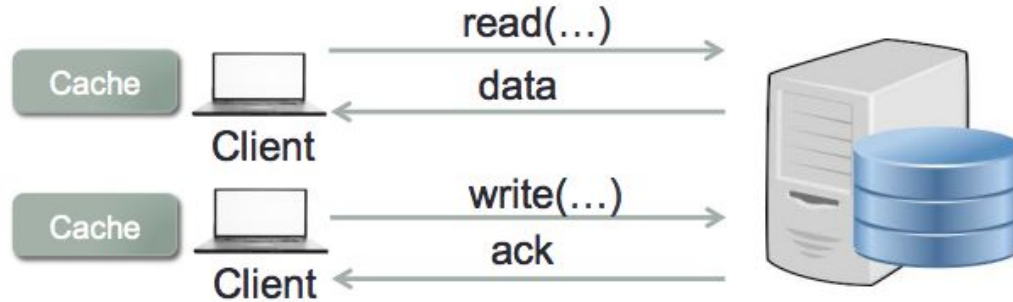 read(…)
Cache
data
Client
write(…)
Cache
ack
Client